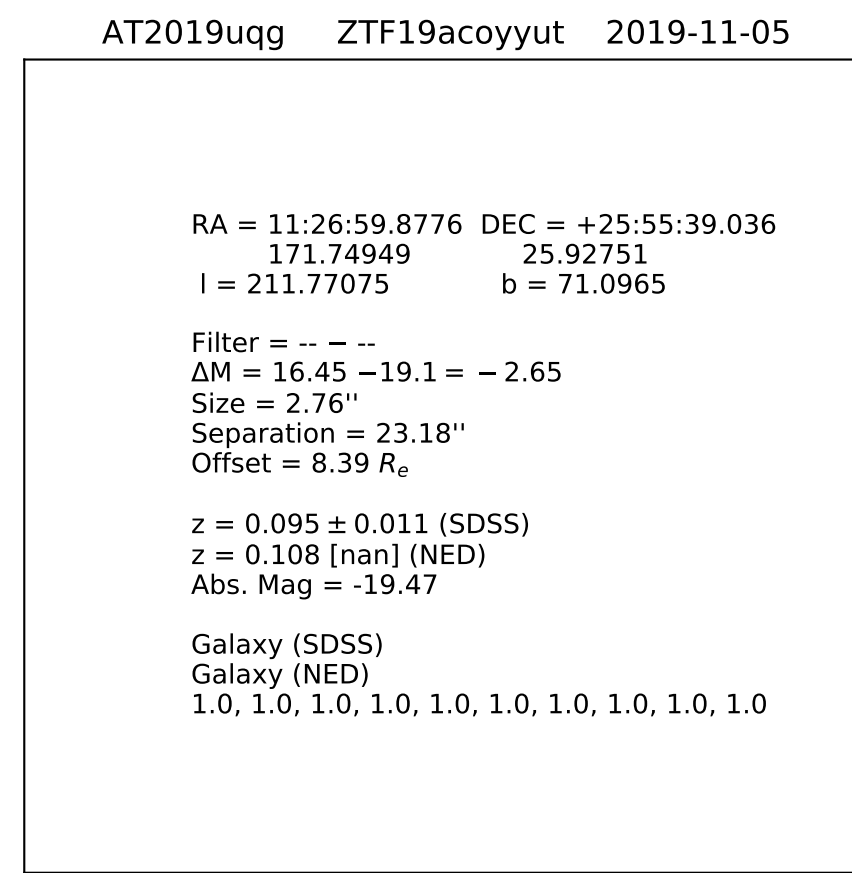 AT2019uqg ZTF19acoyyut 2019-11-05
RA = 11:26:59.8776 DEC = +25:55:39.036
171.74949 25.92751
l = 211.77075 b = 71.0965
Filter = -- − --
ΔM = 16.45 −19.1 = − 2.65
Size = 2.76''
Separation = 23.18''
Offset = 8.39 Re
z = 0.095 ± 0.011 (SDSS)
z = 0.108 [nan] (NED)
Abs. Mag = -19.47
Galaxy (SDSS)
Galaxy (NED)
1.0, 1.0, 1.0, 1.0, 1.0, 1.0, 1.0, 1.0, 1.0, 1.0